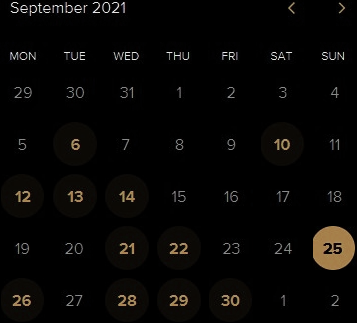 September 2021 < >
MON TUE WED THU FRI SAT SUN
29 30 31 1 2 3 4
5 6 7 8 9 10 11
12 13 14 15 16 17 18
19 20 21 22 23 24 25
26 27 28 29 30 1 2